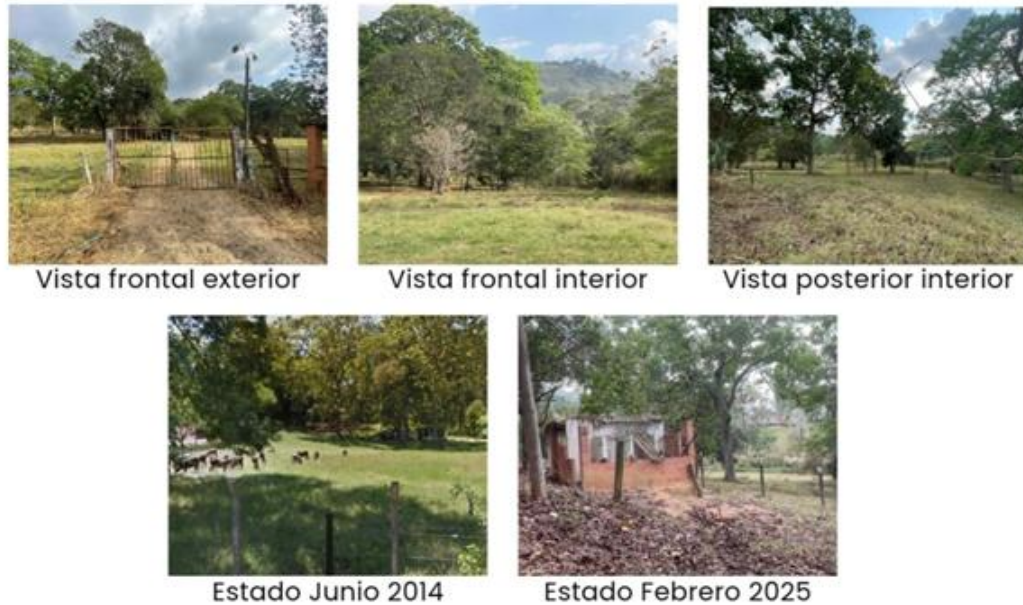 Vista frontal exterior
Vista frontal interior
Vista posterior interior
Estado Junio 2014
Estado Febrero 2025